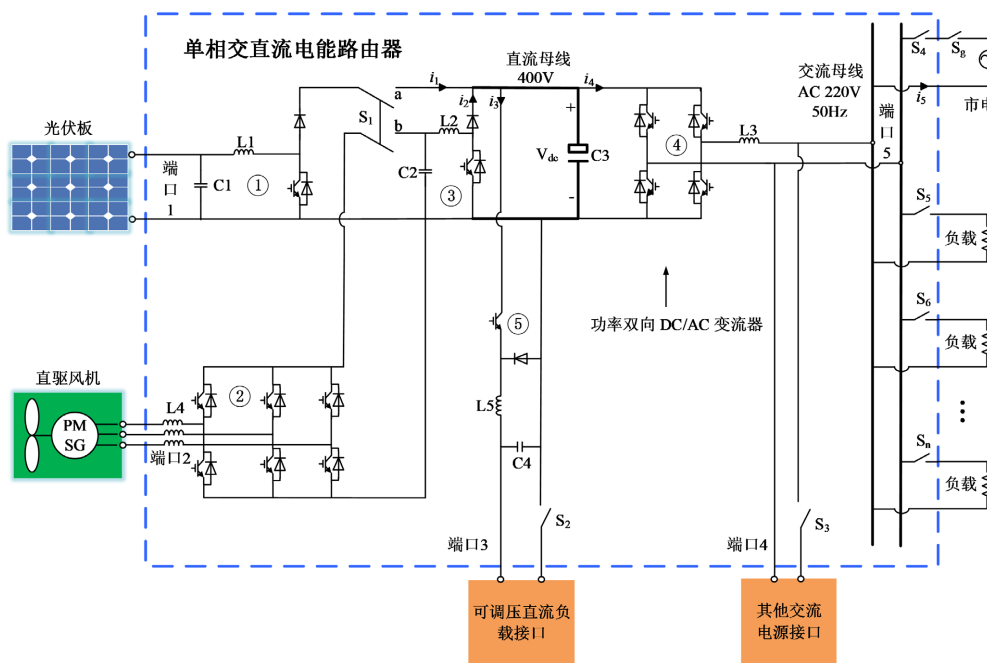 单相交直流电能路由器
直流母线
400V
交流母线
AC 220V
50Hz
端口5
S4
Sg
i5
市电
光伏板
端口1
L1
C1
①
S1
a
b
i1
i2
i3
i4
L2
C2
③
+
Vdc
-
C3
④
L3
S5
负载
S6
负载
Sn
负载
功率双向 DC/AC 变流器
⑤
L5
C4
直驱风机
PM
SG
L4
端口2
②
端口3
S2
端口4
S3
可调压直流负
载接口
其他交流
电源接口